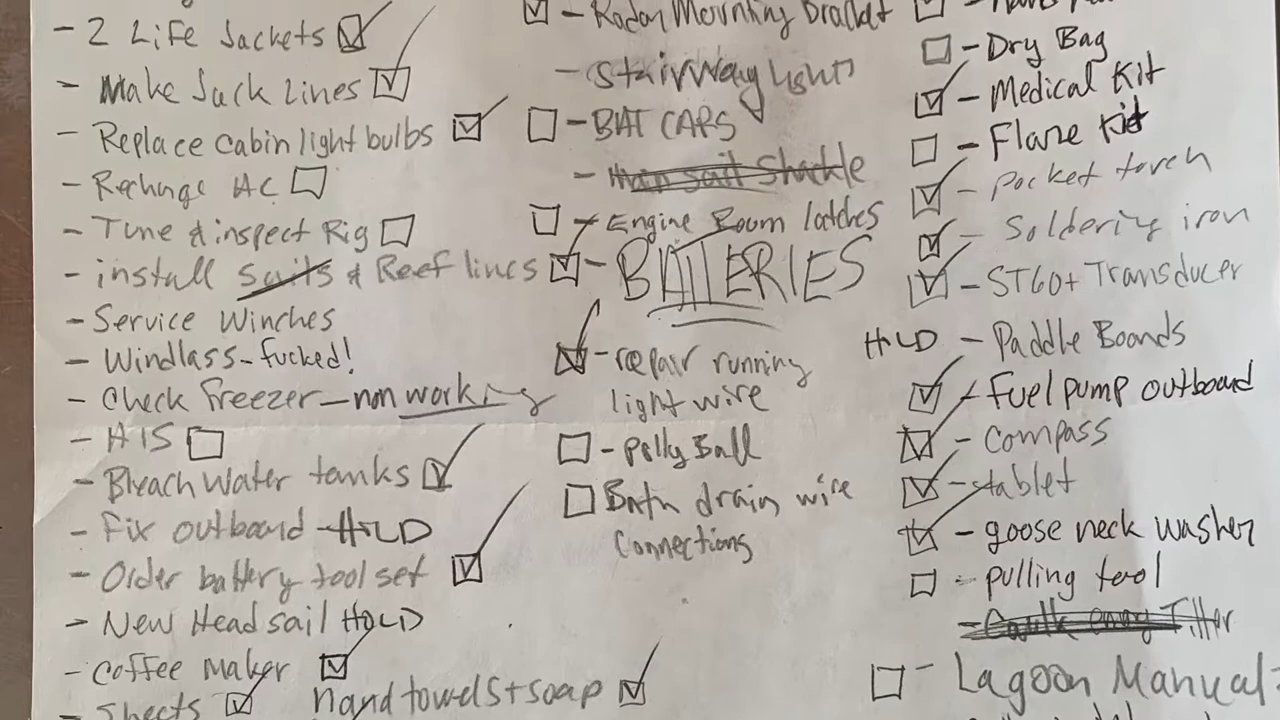 - 2 Life Jackets
- Make Jack Lines
- Replace cabin light bulbs
- Recharge AC
- Tune & inspect Rig
- install Sails & Reef lines
- Service Winches
- Windlass - fucked!
- Check Freezer - non working
- AIS
- Bleach Water tanks
- Fix outboard - HOLD
- Order battery tool set
- New Head sail HOLD
- Coffee Maker
- Sheets
hand towels + soap
- Radar Mounting bracket
- Stairway Lights
- BAT CARS
- Main sail Shackle
- Engine Room latches
- BATTERIES
- repair running
light wire
- Polly Ball
Bath drain wire
Connections
- Dry Bag
- Medical Kit
- Flare Kit
- Pocket torch
- Soldering iron
- ST60+ Transducer
HOLD - Paddle Boards
- Fuel pump outboard
- Compass
- tablet
- goose neck washer
- pulling tool
- Lagoon Manual